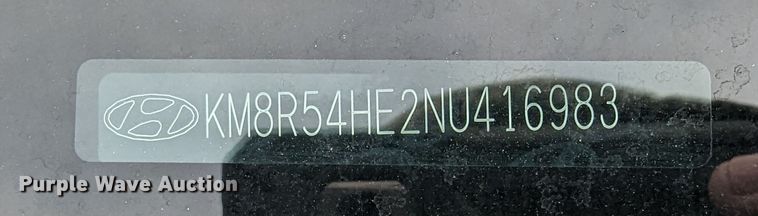 KM8R54HE2NU416983
Purple Wave Auction